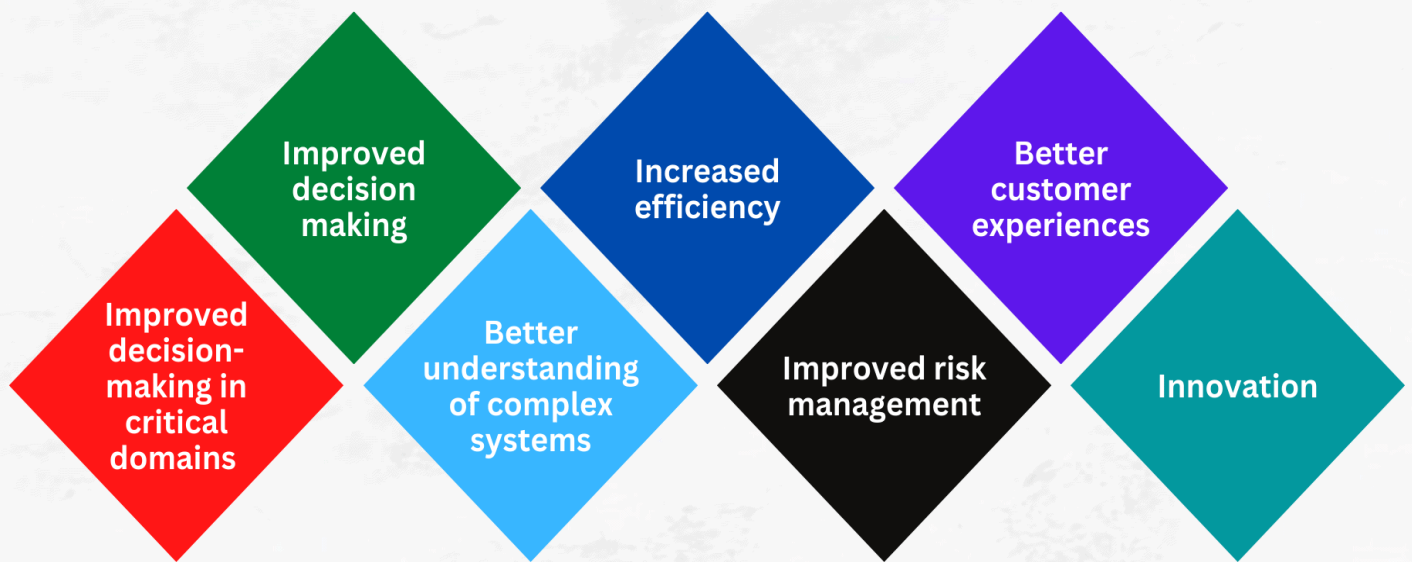 Improved
decision
making
Increased
efficiency
Better
customer
experiences
Improved
decision-
making in
critical
domains
Better
understanding
of complex
systems
Improved risk
management
Innovation